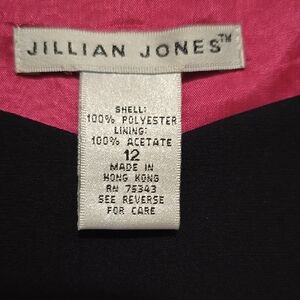 JILLIAN JONES™
SHELL:
100% POLYESTER
LINING:
100% ACETATE
12
MADE IN
HONG KONG
RN 75343
SEE REVERSE
FOR CARE